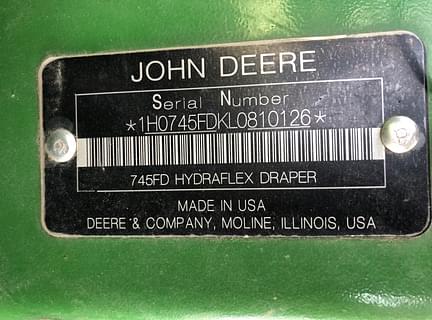 JOHN DEERE
Serial Number
*1H0745FDKL0810126*
745FD HYDRAFLEX DRAPER
MADE IN USA
DEERE & COMPANY, MOLINE, ILLINOIS, USA